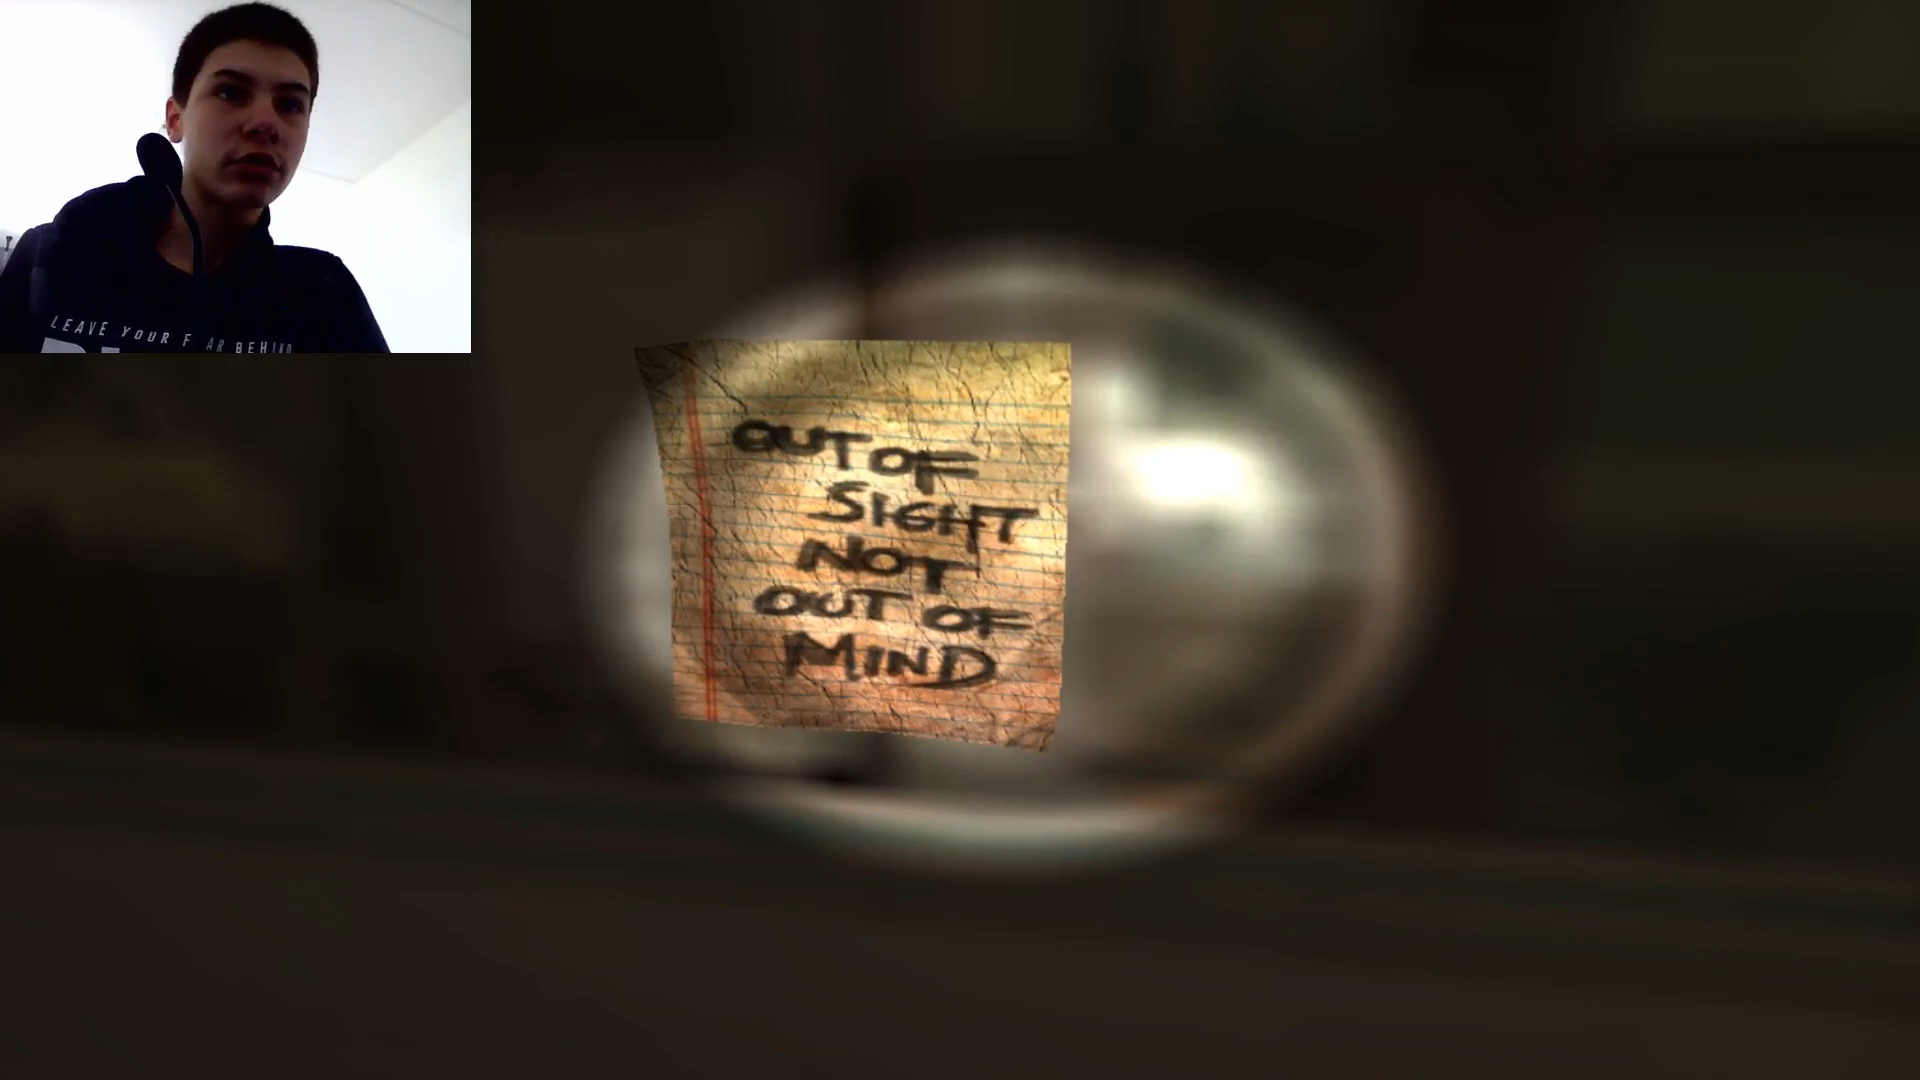 LEAVE YOUR F AR BEHIND
OUT OF
SIGHT
NOT
OUT OF
MIND